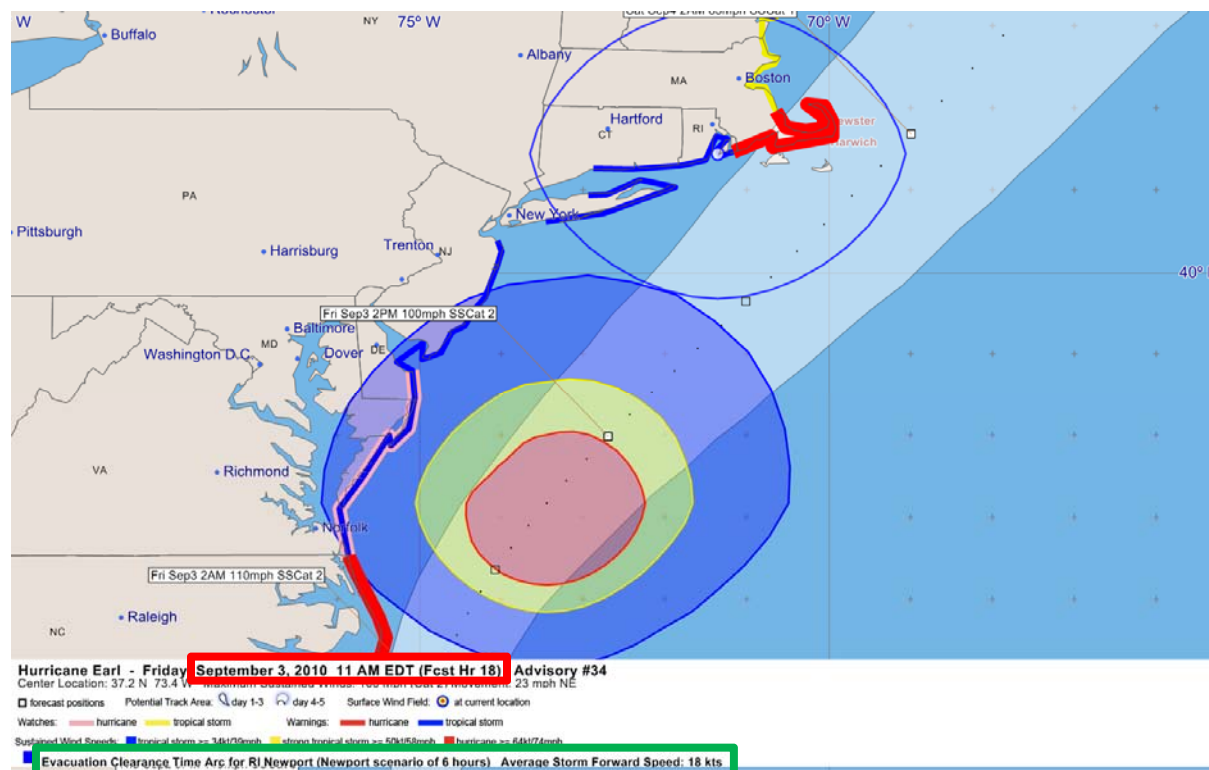 W
NY
75° W
70° W
Buffalo
Albany
MA
Boston
Hartford
CT
RI
ewster
arwich
PA
New York
Pittsburgh
Harrisburg
Trenton
NJ
40°
Fri Sep3 2PM 100mph SSCat 2
Baltimore
MD
Washington D.C.
Dover
DE
VA
Richmond
Norfolk
Fri Sep3 2AM 110mph SSCat 2
Raleigh
NC
Hurricane Earl - Friday September 3, 2010 11 AM EDT (Fcst Hr 18) Advisory #34
Center Location: 37.2 N 73.4 W Maximum Sustained Winds: 23 mph NE
forecast positions Potential Track Area: day 1-3 day 4-5 Surface Wind Field: at current location
Watches: hurricane tropical storm Warnings: hurricane tropical storm
Sustained Wind Speeds: tropical storm >= 34kt/39mph strong tropical storm >= 50kt/58mph hurricane >= 64kt/74mph
Evacuation Clearance Time Arc for RI Newport (Newport scenario of 6 hours) Average Storm Forward Speed: 18 kts